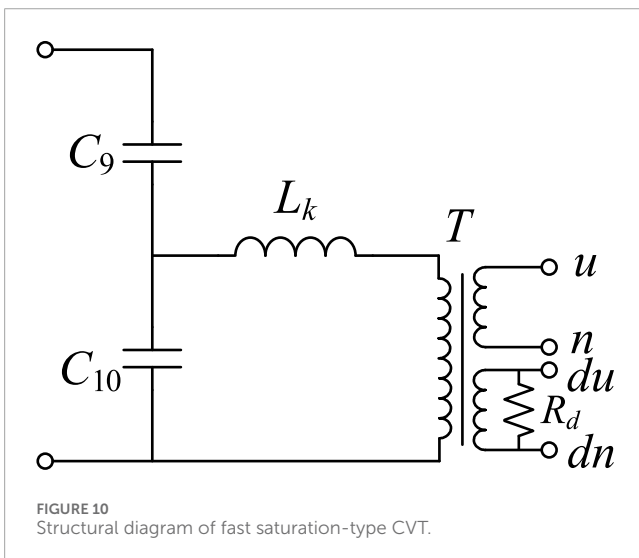 C9
Lk
T
u
C10
n
du
Rd
dn
FIGURE 10
Structural diagram of fast saturation-type CVT.